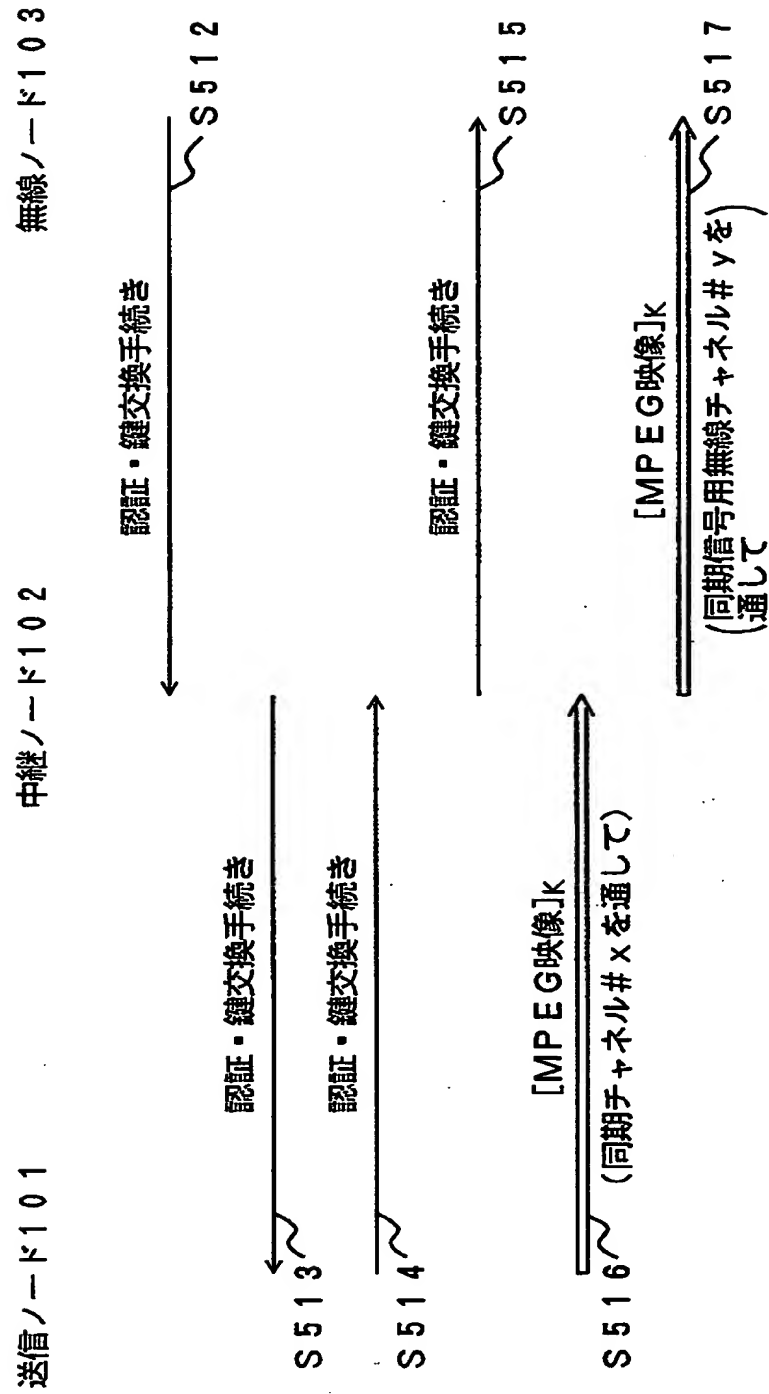 送信ノード101
中継ノード102
無線ノード103
認証・鍵交換手続き
S512
認証・鍵交換手続き
S513
認証・鍵交換手続き
S514
認証・鍵交換手続き
S515
[MPEG映像]K
(同期チャネル#xを通して)
S516
[MPEG映像]K
(同期信号用無線チャネル#yを
通して)
S517